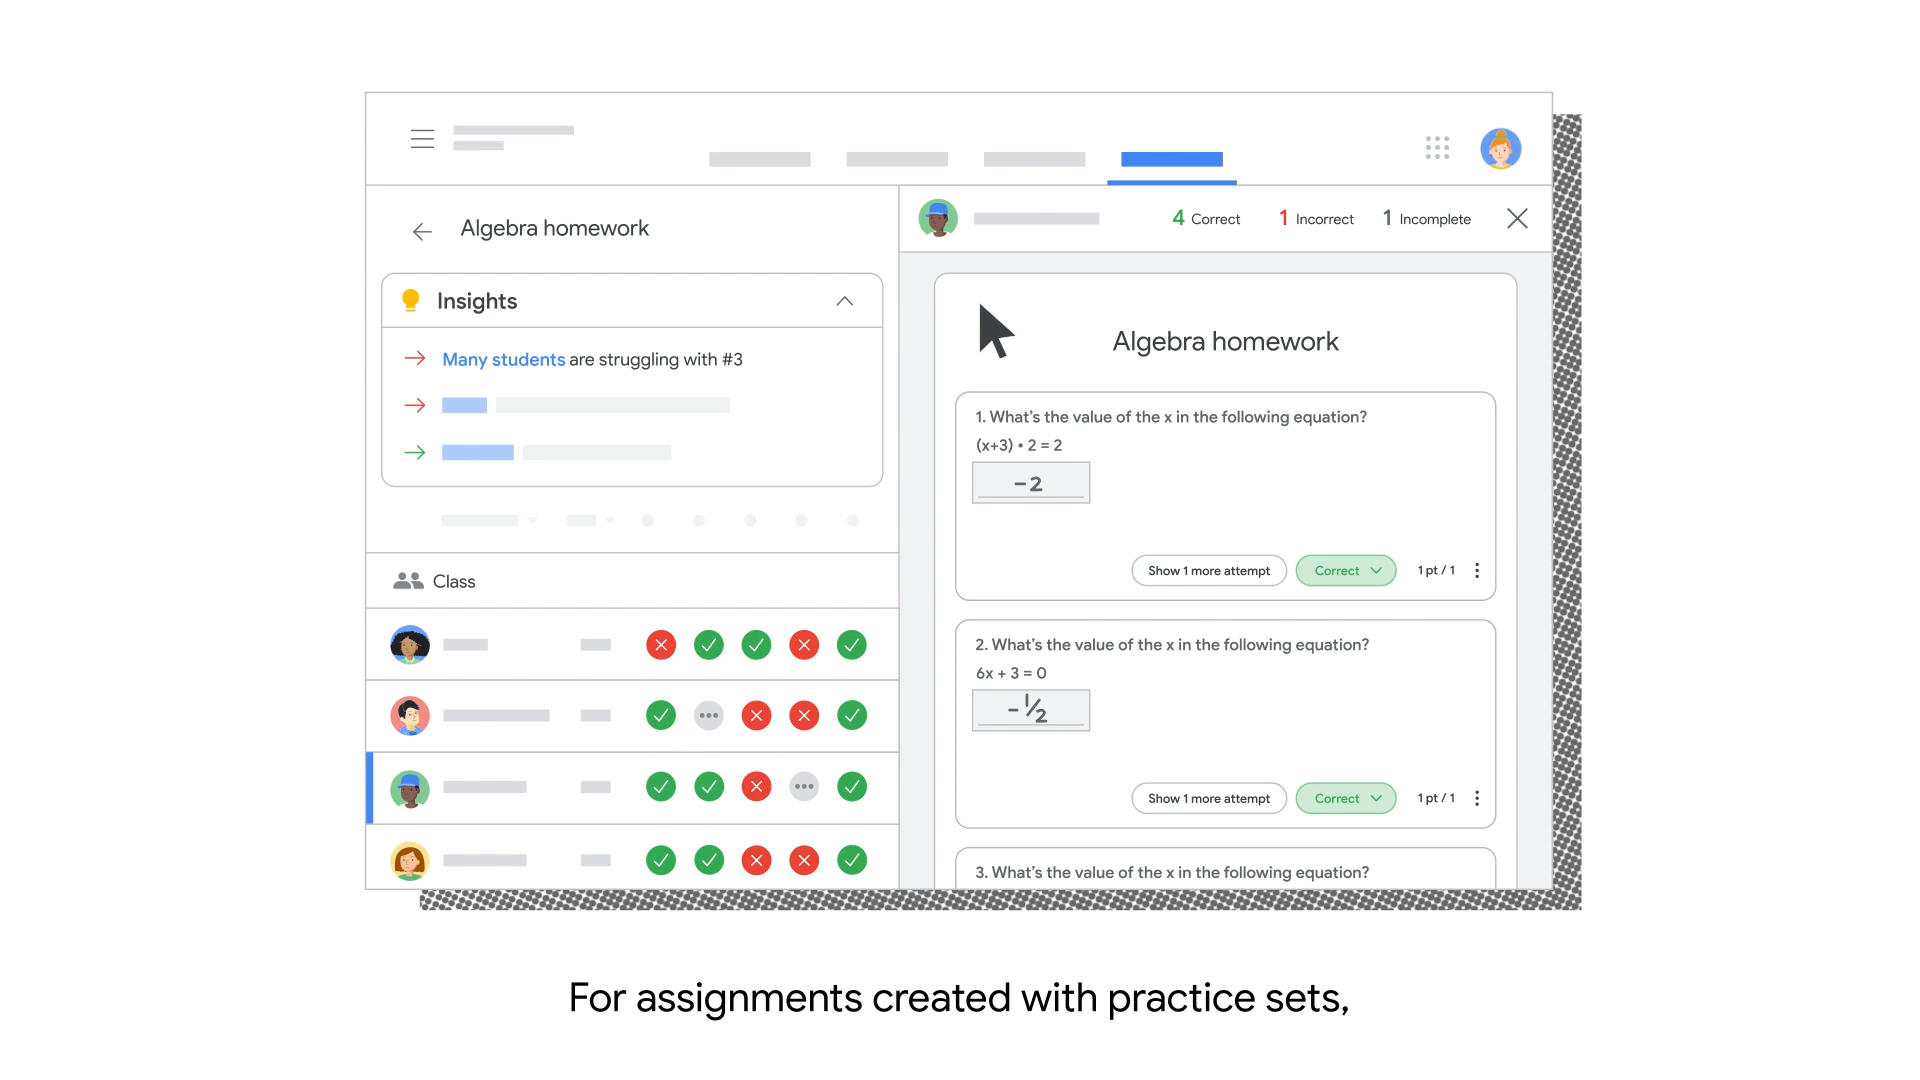 Algebra homework
Insights
Many students are struggling with #3
Class
4 Correct
1 Incorrect
1 Incomplete
Algebra homework
1. What's the value of the x in the following equation?
(x+3) • 2 = 2
-2
Show 1 more attempt
Correct
1 pt / 1
2. What's the value of the x in the following equation?
6x + 3 = 0
- 1/2
Show 1 more attempt
Correct
1 pt / 1
3. What's the value of the x in the following equation?
For assignments created with practice sets,